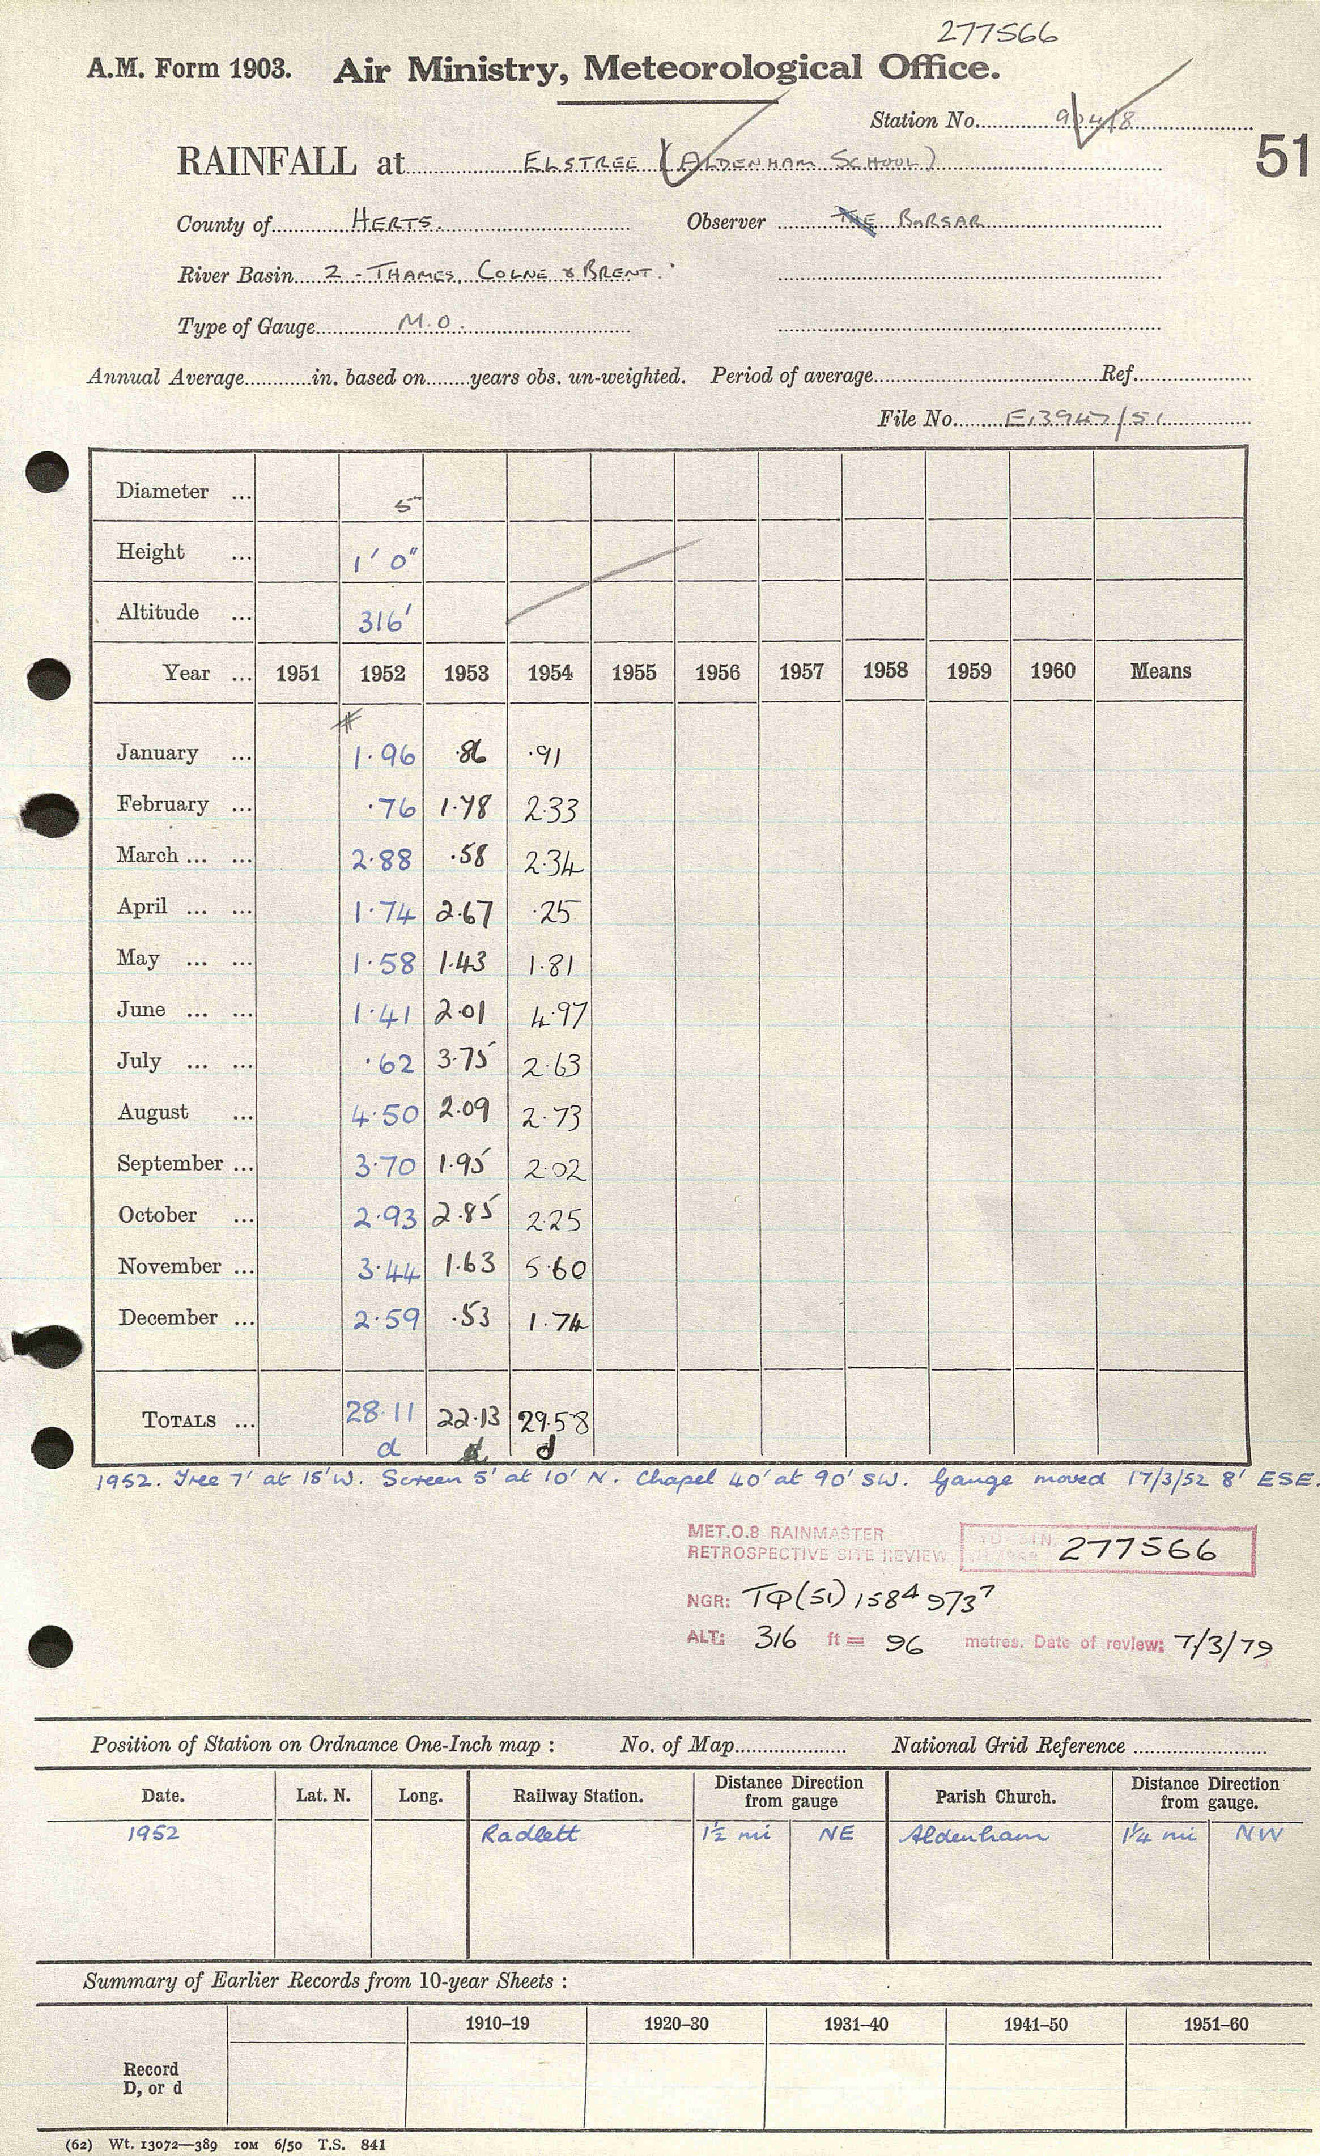 277566
A.M. Form 1903. Air Ministry, Meteorological Office.
Station No.
51
RAINFALL at ELSTREE (ALDENHAM SCHOOL)
County of HERTS. Observer THE BURSAR
River Basin 2 - THAMES, COLNE & BRENT.
Type of Gauge M.O.
Annual Average in. based on years obs. un-weighted. Period of average Ref.
File No. E13947/51
Diameter ... 5
Height ... 1' 0"
Altitude ... 316'
Year ... 1951 1952 1953 1954 1955 1956 1957 1958 1959 1960 Means
January ... 1.96 .86 .91
February ... .76 1.78 2.33
March ... ... 2.88 .58 2.34
April ... ... 1.74 2.67 .25
May ... ... 1.58 1.43 1.81
June ... ... 1.41 2.01 4.97
July ... ... .62 3.75 2.63
August ... 4.50 2.09 2.73
September ... 3.70 1.95 2.02
October ... 2.93 2.85 2.25
November ... 3.44 1.63 5.60
December ... 2.59 .53 1.74
TOTALS ... 28.11 22.13 29.58
d d d
1952. Tree 7' at 15'W. Screen 5' at 10' N. Chapel 40' at 90' SW. Gauge moved 17/3/52 8' ESE.
MET.O.8 RAINMASTER
RETROSPECTIVE SITE REVIEW 277566
NGR: TQ(51) 158⁴ 973⁷
ALT: 316 ft = 96 metres. Date of review: 7/3/79
Position of Station on Ordnance One-Inch map : No. of Map National Grid Reference
Date. Lat. N. Long. Railway Station. Distance Direction from gauge Parish Church. Distance Direction from gauge.
1952 Radlett 1½ mi NE Aldenham 1¼ mi NW
Summary of Earlier Records from 10-year Sheets :
1910-19 1920-30 1931-40 1941-50 1951-60
Record
D, or d
(62) Wt. 13072—389 10M 6/50 T.S. 841